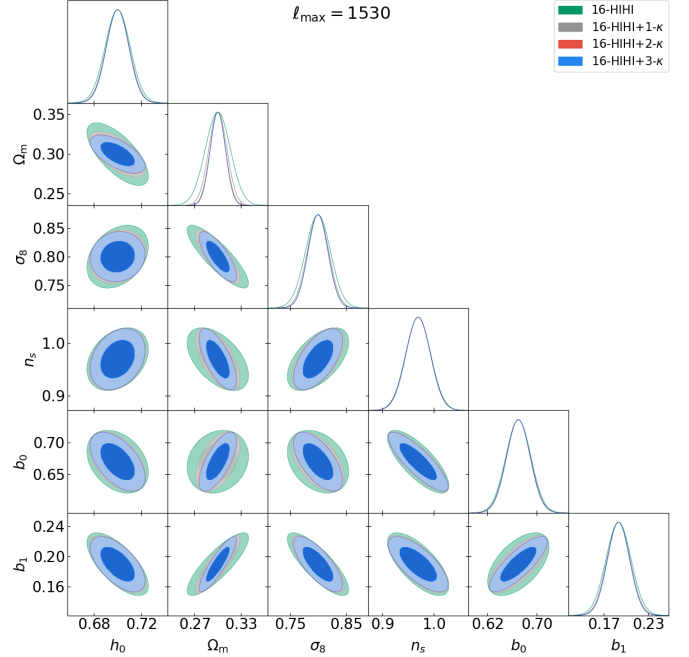 ℓmax = 1530
16-HIHI
16-HIHI+1-κ
16-HIHI+2-κ
16-HIHI+3-κ
0.35
0.30
0.25
Ωm
0.85
0.80
0.75
σ8
1.0
0.9
ns
0.70
0.65
b0
0.24
0.20
0.16
b1
0.68 0.72 0.27 0.33 0.75 0.85 0.9 1.0 0.62 0.70 0.17 0.23
h0 Ωm σ8 ns b0 b1